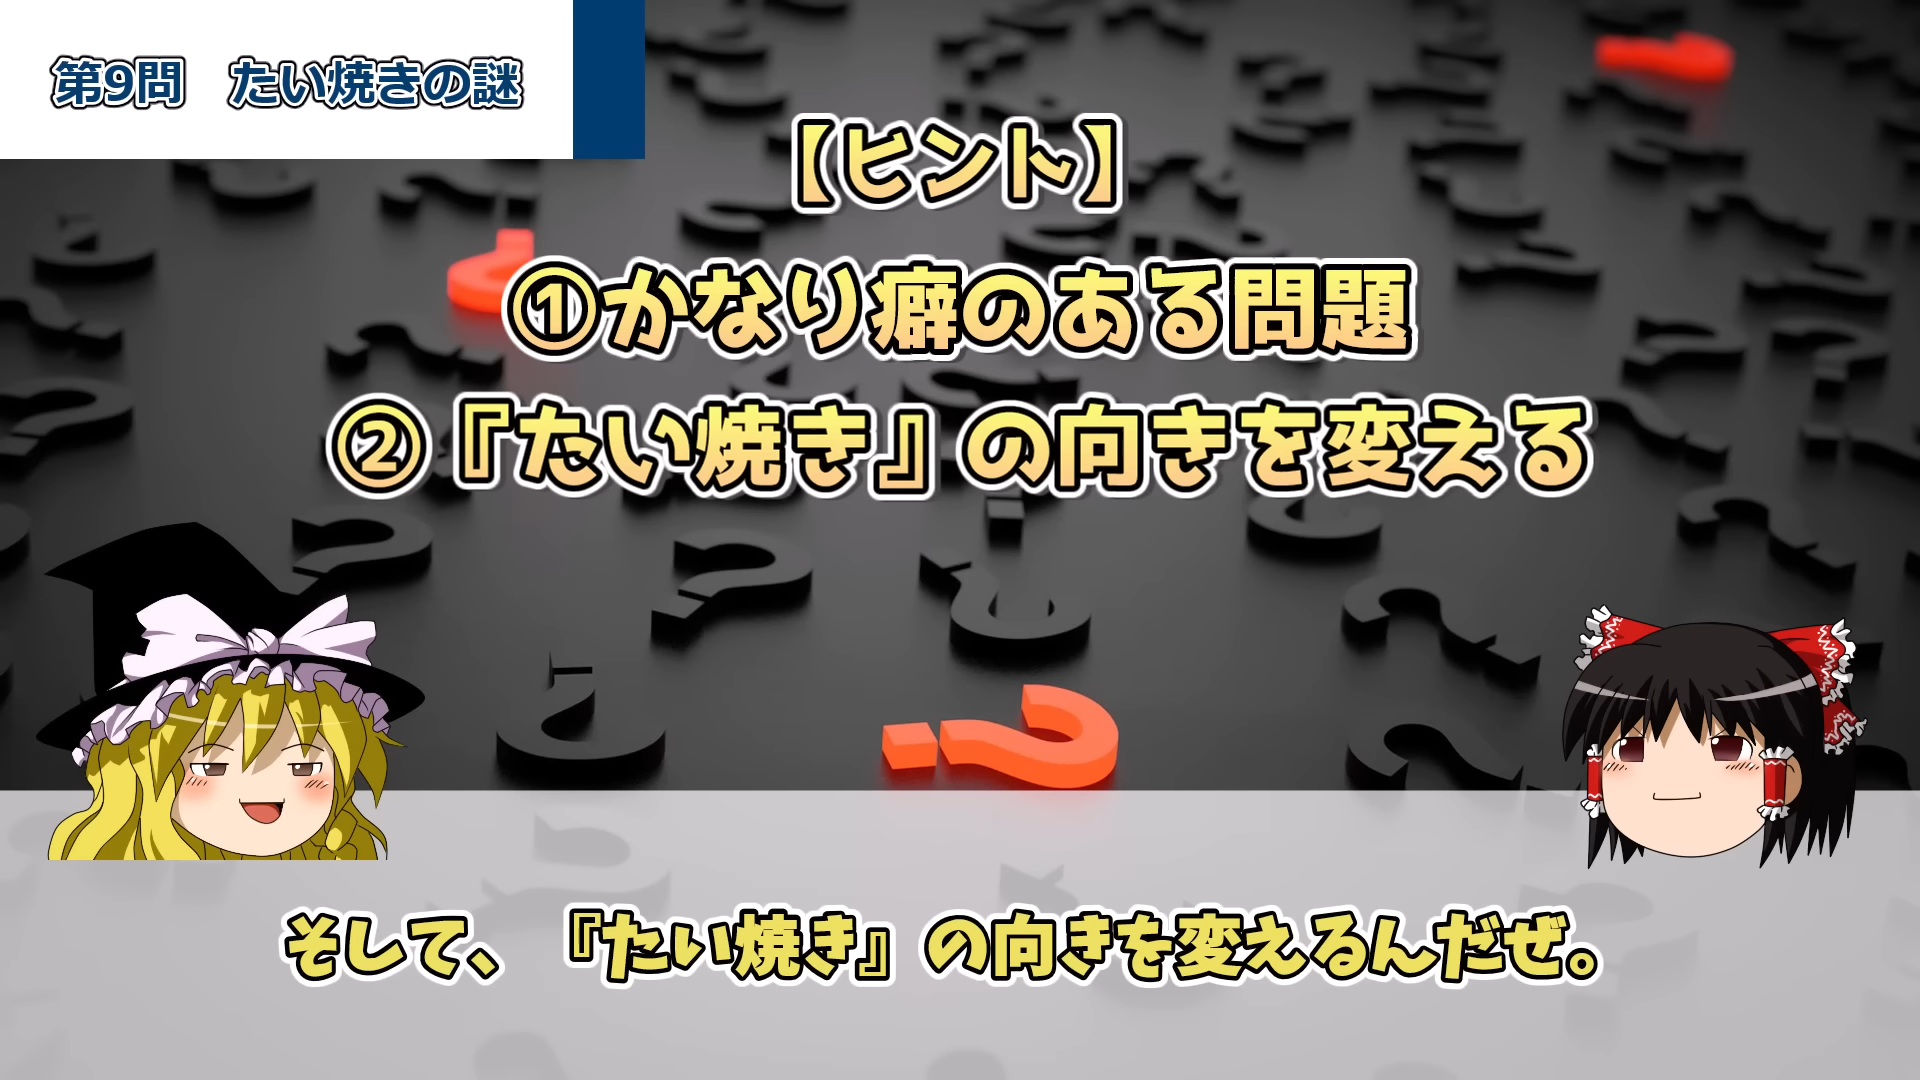 第9問　たい焼きの謎
【ヒント】
①かなり癖のある問題
②『たい焼き』の向きを変える
そして、『たい焼き』の向きを変えるんだぜ。